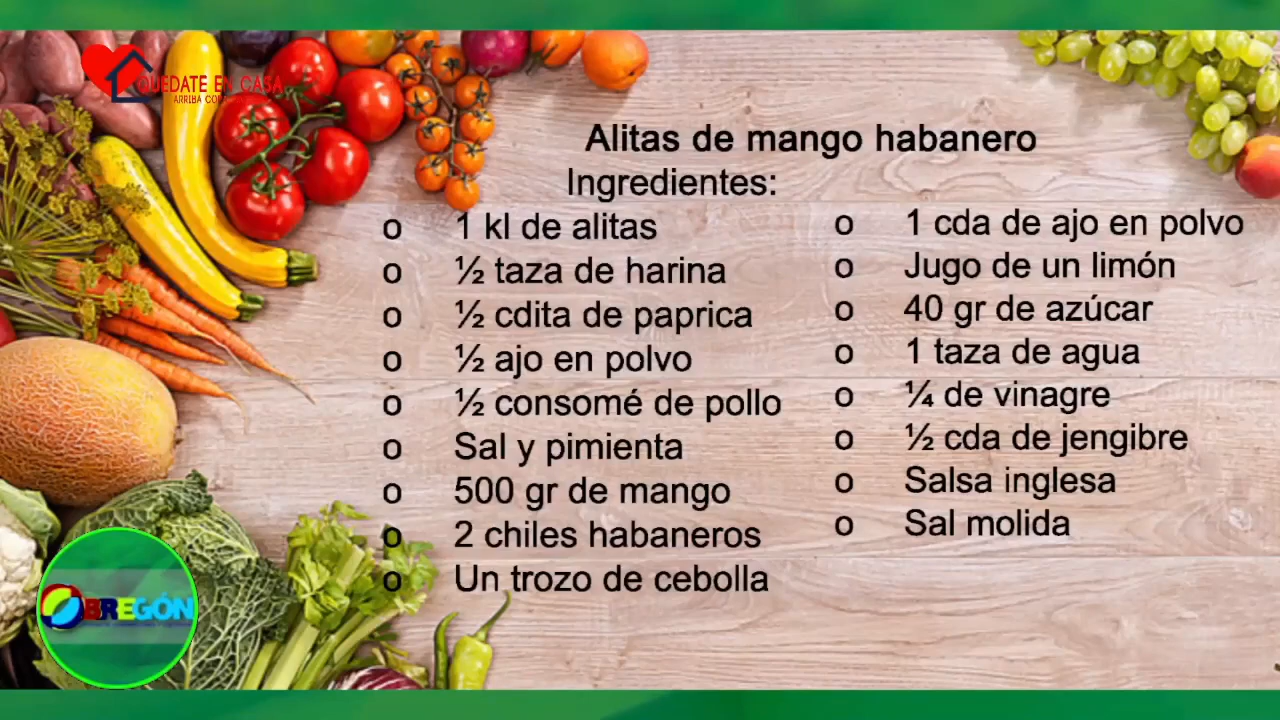 QUEDATE EN CASA
ARRIBA
Alitas de mango habanero
Ingredientes:
o 1 kl de alitas
o ½ taza de harina
o ½ cdita de paprica
o ½ ajo en polvo
o ½ consomé de pollo
o Sal y pimienta
o 500 gr de mango
o 2 chiles habaneros
o Un trozo de cebolla
o 1 cda de ajo en polvo
o Jugo de un limón
o 40 gr de azúcar
o 1 taza de agua
o ¼ de vinagre
o ½ cda de jengibre
o Salsa inglesa
o Sal molida
OBREGÓN